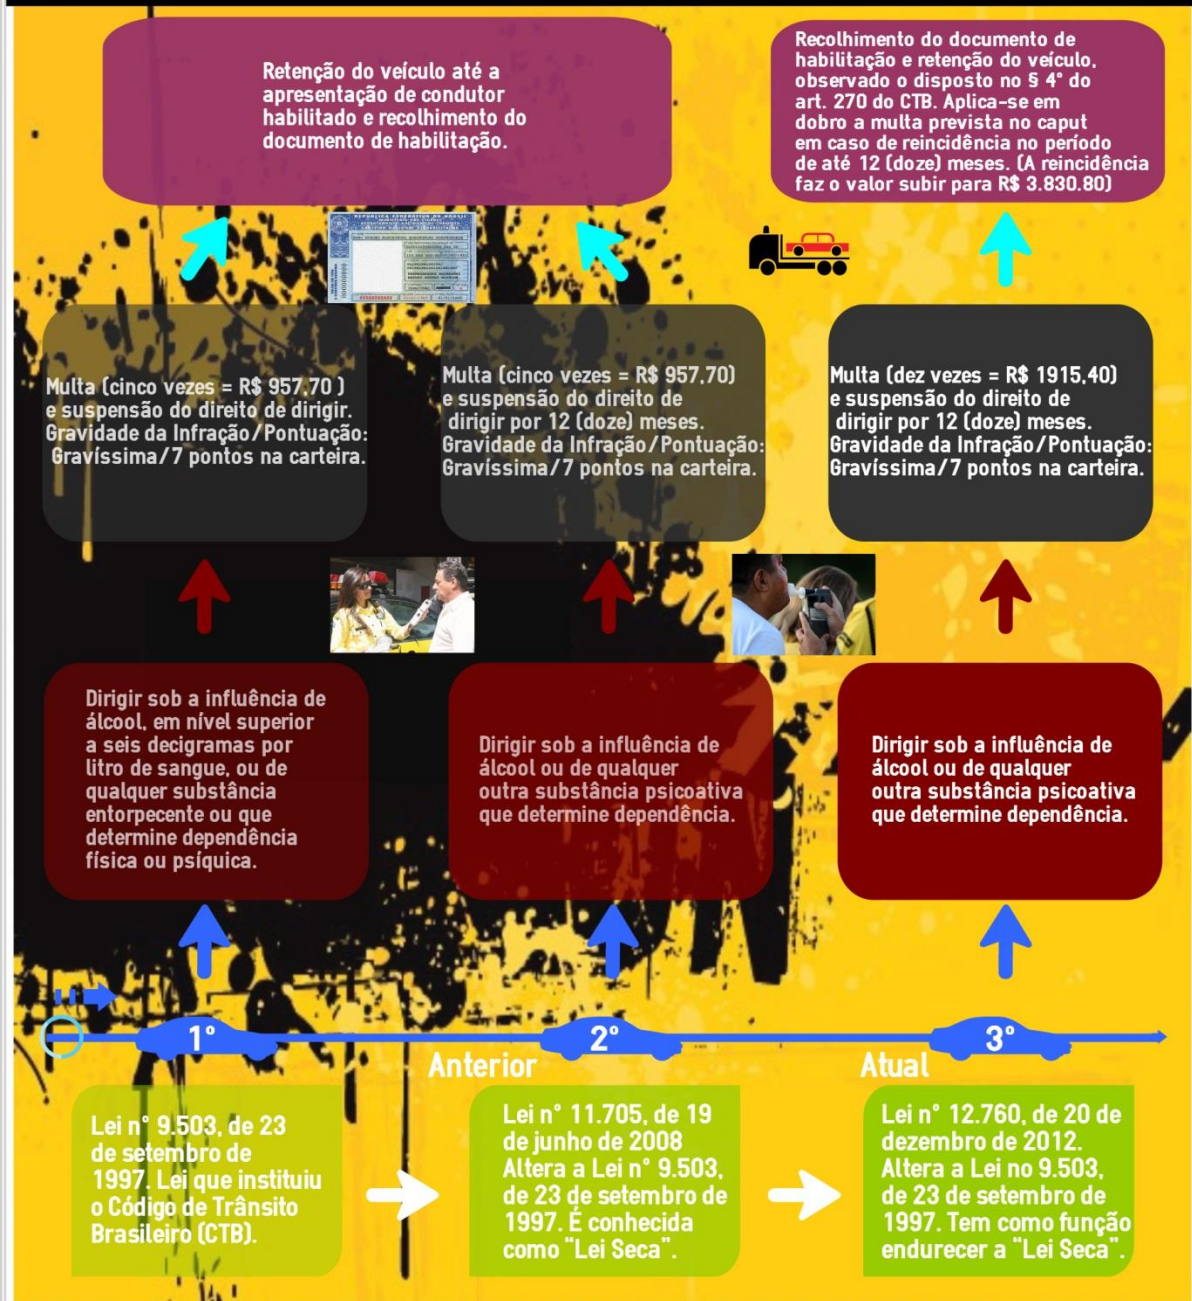 Retenção do veículo até a
apresentação de condutor
habilitado e recolhimento do
documento de habilitação.
Recolhimento do documento de
habilitação e retenção do veículo,
observado o disposto no § 4° do
art. 270 do CTB. Aplica-se em
dobro a multa prevista no caput
em caso de reincidência no período
de até 12 (doze) meses. (A reincidência
faz o valor subir para R$ 3.830.80)
REPÚBLICA FEDERATIVA DO BRASIL
Multa (cinco vezes = R$ 957,70 )
e suspensão do direito de dirigir.
Gravidade da Infração/Pontuação:
Gravíssima/7 pontos na carteira.
Multa (cinco vezes = R$ 957,70)
e suspensão do direito de
dirigir por 12 (doze) meses.
Gravidade da Infração/Pontuação:
Gravíssima/7 pontos na carteira.
Multa (dez vezes = R$ 1915,40)
e suspensão do direito de
dirigir por 12 (doze) meses.
Gravidade da Infração/Pontuação:
Gravíssima/7 pontos na carteira.
Dirigir sob a influência de
álcool, em nível superior
a seis decigramas por
litro de sangue, ou de
qualquer substância
entorpecente ou que
determine dependência
física ou psíquica.
Dirigir sob a influência de
álcool ou de qualquer
outra substância psicoativa
que determine dependência.
Dirigir sob a influência de
álcool ou de qualquer
outra substância psicoativa
que determine dependência.
1°
2°
3°
Anterior
Atual
Lei n° 9.503, de 23
de setembro de
1997. Lei que instituiu
o Código de Trânsito
Brasileiro (CTB).
Lei n° 11.705, de 19
de junho de 2008
Altera a Lei n° 9.503,
de 23 de setembro de
1997. É conhecida
como "Lei Seca".
Lei n° 12.760, de 20 de
dezembro de 2012.
Altera a Lei no 9.503,
de 23 de setembro de
1997. Tem como função
endurecer a "Lei Seca".